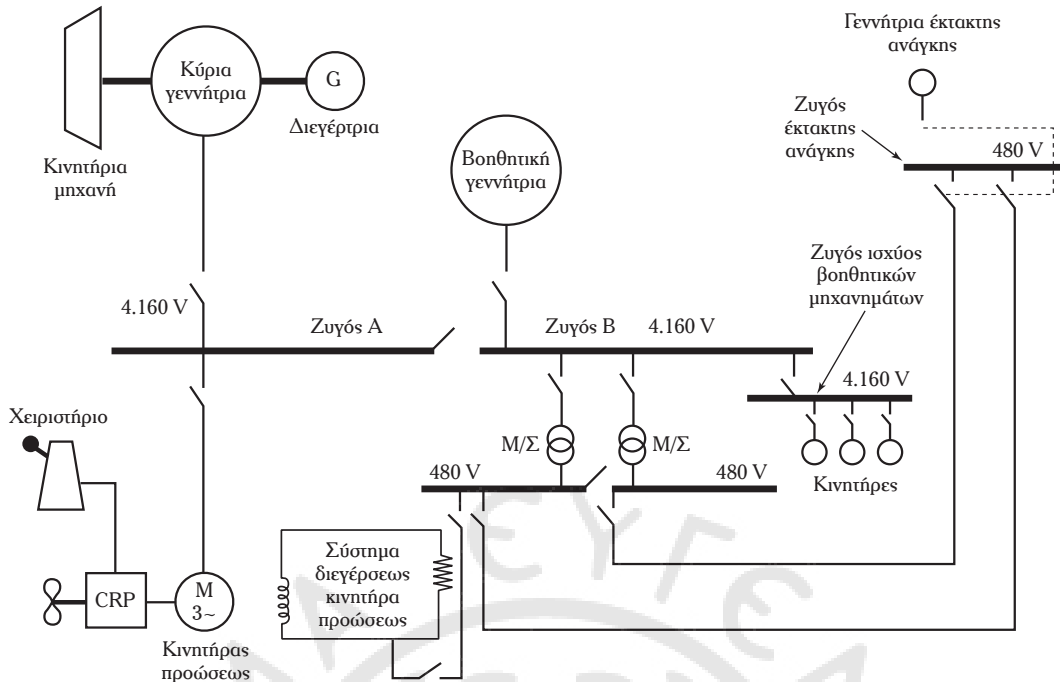 Γεννήτρια έκτακτης
ανάγκης
Κύρια
γεννήτρια
G
Διεγέρτρια
Ζυγός
έκτακτης
ανάγκης
480 V
Κινητήρια
μηχανή
Βοηθητική
γεννήτρια
Ζυγός ισχύος
βοηθητικών
μηχανημάτων
4.160 V
Ζυγός Α
Ζυγός Β
4.160 V
4.160 V
Χειριστήριο
Μ/Σ
Μ/Σ
480 V
480 V
Κινητήρες
Σύστημα
διεγέρσεως
κινητήρα
προώσεως
CRP
M
3~
Κινητήρας
προώσεως